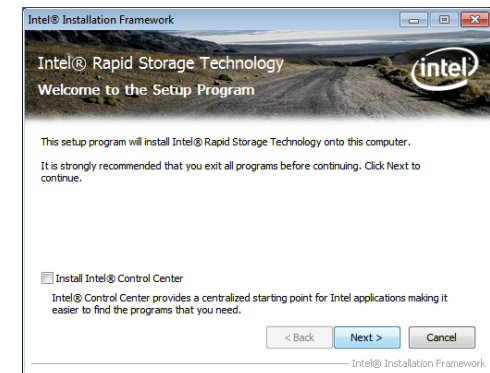 Intel® Installation Framework
Intel® Rapid Storage Technology
Welcome to the Setup Program
intel
This setup program will install Intel® Rapid Storage Technology onto this computer.
It is strongly recommended that you exit all programs before continuing. Click Next to
continue.
Install Intel® Control Center
Intel® Control Center provides a centralized starting point for Intel applications making it
easier to find the programs that you need.
< Back Next > Cancel
Intel® Installation Framework